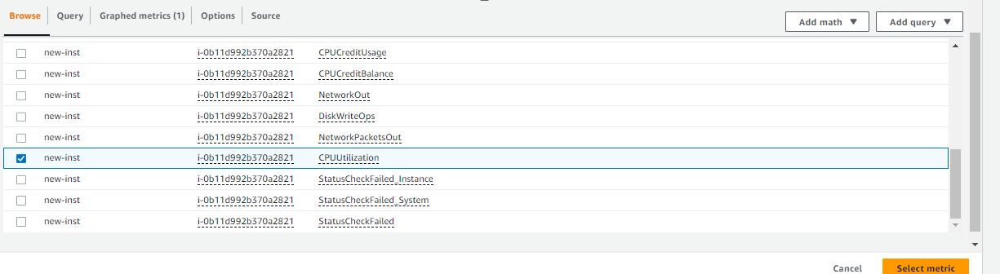 Browse Query Graphed metrics (1) Options Source Add math Add query
new-inst i-0b11d992b370a2821 CPUCreditUsage
new-inst i-0b11d992b370a2821 CPUCreditBalance
new-inst i-0b11d992b370a2821 NetworkOut
new-inst i-0b11d992b370a2821 DiskWriteOps
new-inst i-0b11d992b370a2821 NetworkPacketsOut
new-inst i-0b11d992b370a2821 CPUUtilization
new-inst i-0b11d992b370a2821 StatusCheckFailed_Instance
new-inst i-0b11d992b370a2821 StatusCheckFailed_System
new-inst i-0b11d992b370a2821 StatusCheckFailed
Cancel Select metric